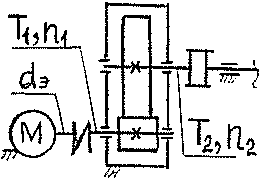 T₁,n₁
dэ
M
T₂,n₂